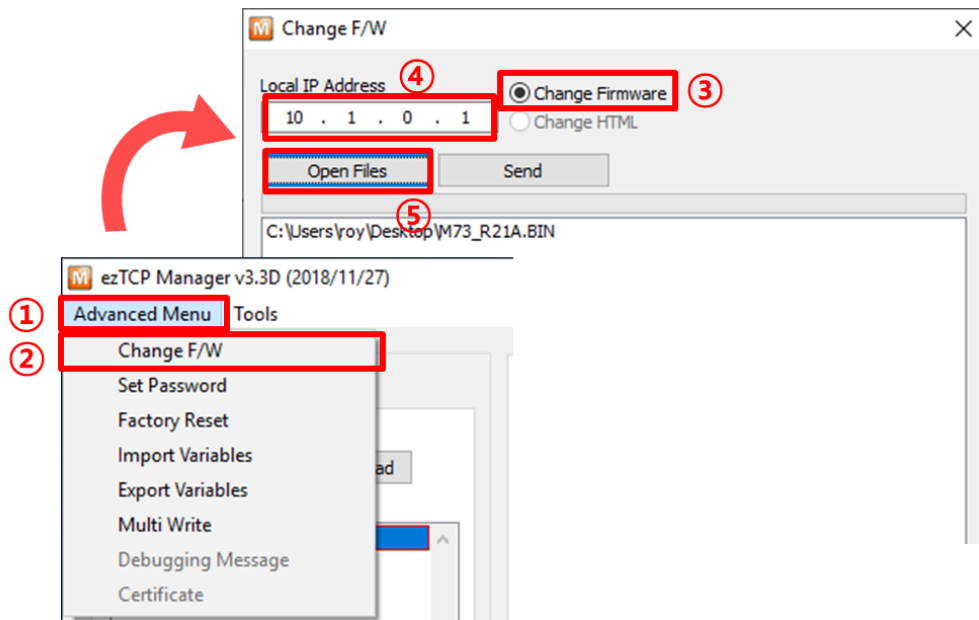 Change F/W
Local IP Address ④
Change Firmware ③
10 . 1 . 0 . 1
Change HTML
Open Files Send
⑤
C:\Users\roy\Desktop\M73_R21A.BIN
ezTCP Manager v3.3D (2018/11/27)
① Advanced Menu Tools
② Change F/W
Set Password
Factory Reset
Import Variables
ad
Export Variables
Multi Write
Debugging Message
Certificate